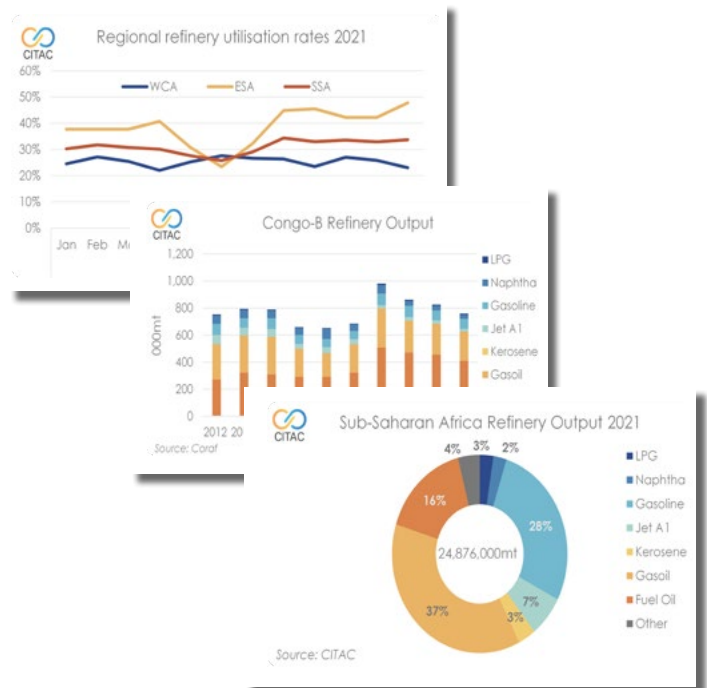 CITAC
Regional refinery utilisation rates 2021
60%
WCA ESA SSA
50%
40%
30%
20%
10%
0%
Jan Feb
CITAC
Congo-B Refinery Output
1,200
1,000
800
600
400
200
0
000mt
LPG
Naphtha
Gasoline
Jet A1
Kerosene
Gasoil
2012 20
Source: Coraf
CITAC
Sub-Saharan Africa Refinery Output 2021
4% 3% 2%
16%
28%
24,876,000mt
37%
7%
3%
LPG
Naphtha
Gasoline
Jet A1
Kerosene
Gasoil
Fuel Oil
Other
Source: CITAC